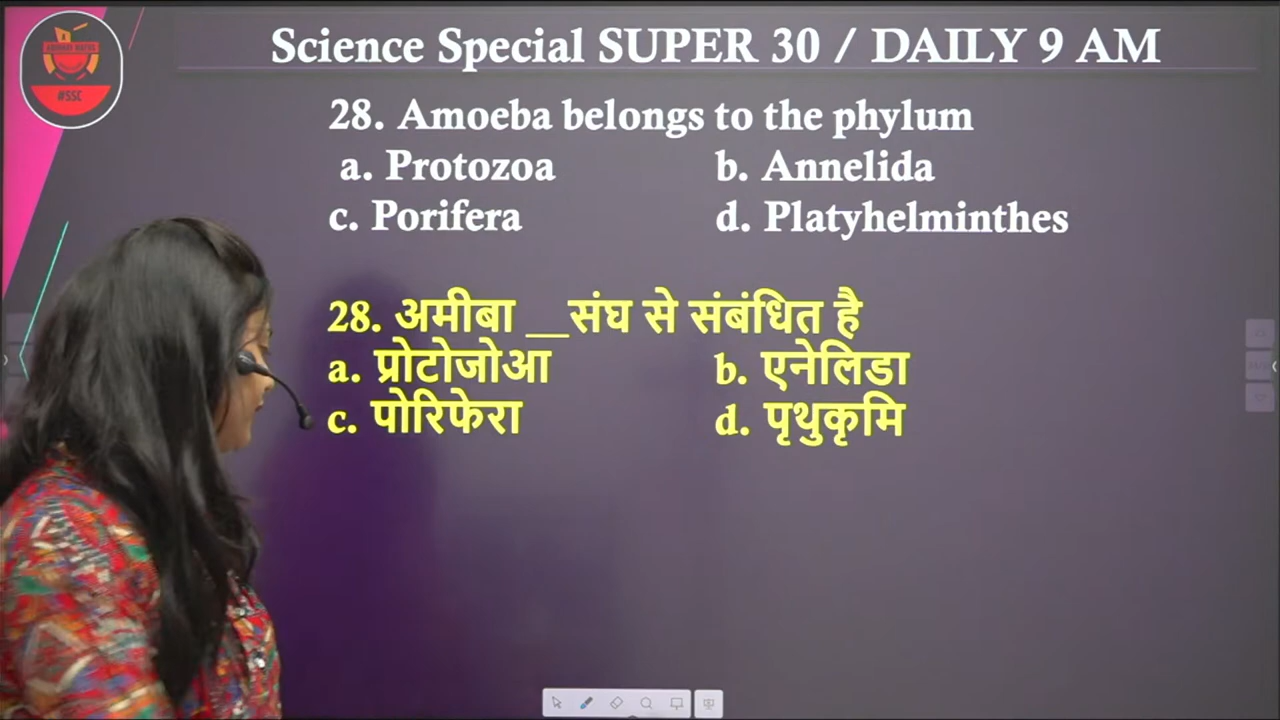 Science Special SUPER 30 / DAILY 9 AM
#SSC
28. Amoeba belongs to the phylum
a. Protozoa b. Annelida
c. Porifera d. Platyhelminthes
28. अमीबा __संघ से संबंधित है
a. प्रोटोजोआ b. एनेलिडा
c. पोरिफेरा d. पृथुकृमि